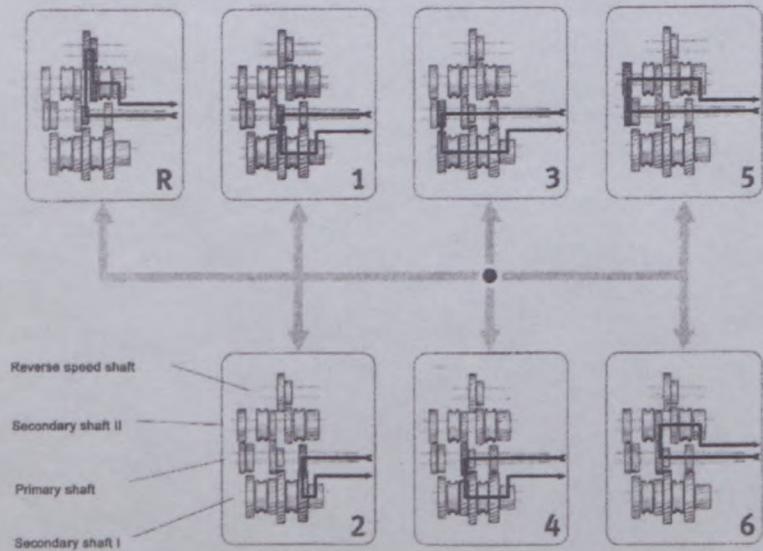 R
1
3
5
Reverse speed shaft
Secondary shaft II
Primary shaft
Secondary shaft I
2
4
6